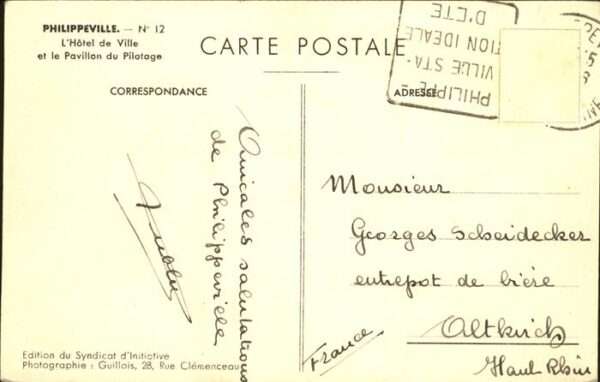 PHILIPPEVILLE. — N° 12
L'Hôtel de Ville
et le Pavillon du Pilotage
CARTE POSTALE
PHILIPPE-
VILLE STA-
TION IDEALE
D'ETE
CORRESPONDANCE
ADRESSE
Amicales salutations
de Philippeville
Monsieur
Georges Scheidecker
entrepot de bière
Altkirch
Haut Rhin
France
Edition du Syndicat d'Initiative
Photographie : Guillois, 28, Rue Clémenceau